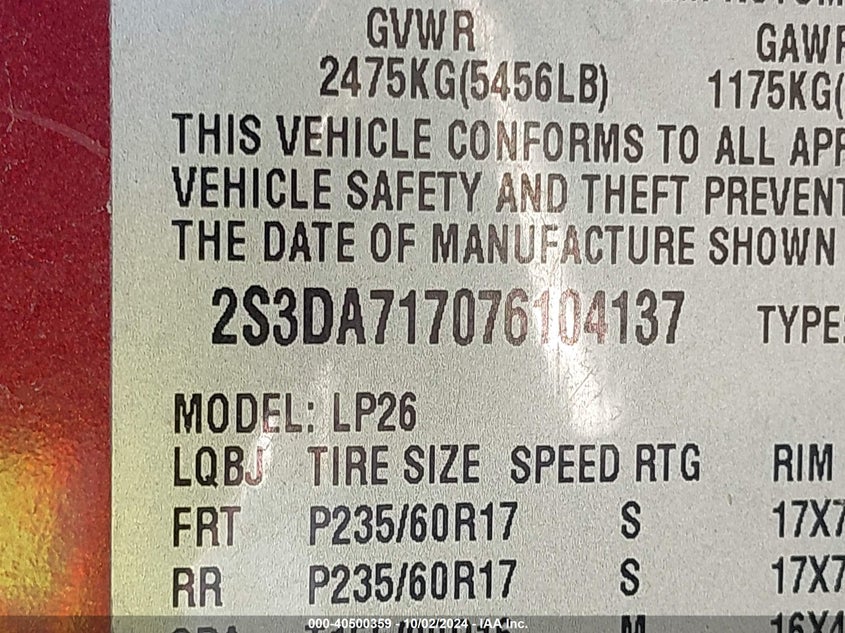 GVWR GAWR
2475KG(5456LB) 1175KG(
THIS VEHICLE CONFORMS TO ALL APP
VEHICLE SAFETY AND THEFT PREVENT
THE DATE OF MANUFACTURE SHOWN
2S3DA717076104137 TYPE:
MODEL: LP26
LQBJ TIRE SIZE SPEED RTG RIM
FRT P235/60R17 S 17X7
RR P235/60R17 S 17X7
M 16X4
000-40500359 - 10/02/2024 - IAA Inc.